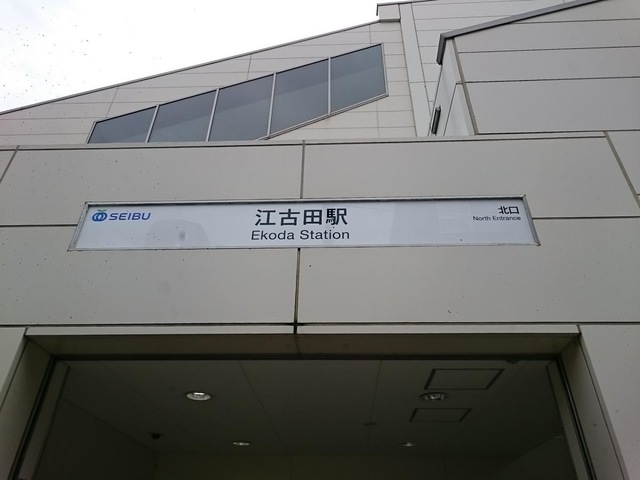 SEIBU
江古田駅
Ekoda Station
北口
North Entrance